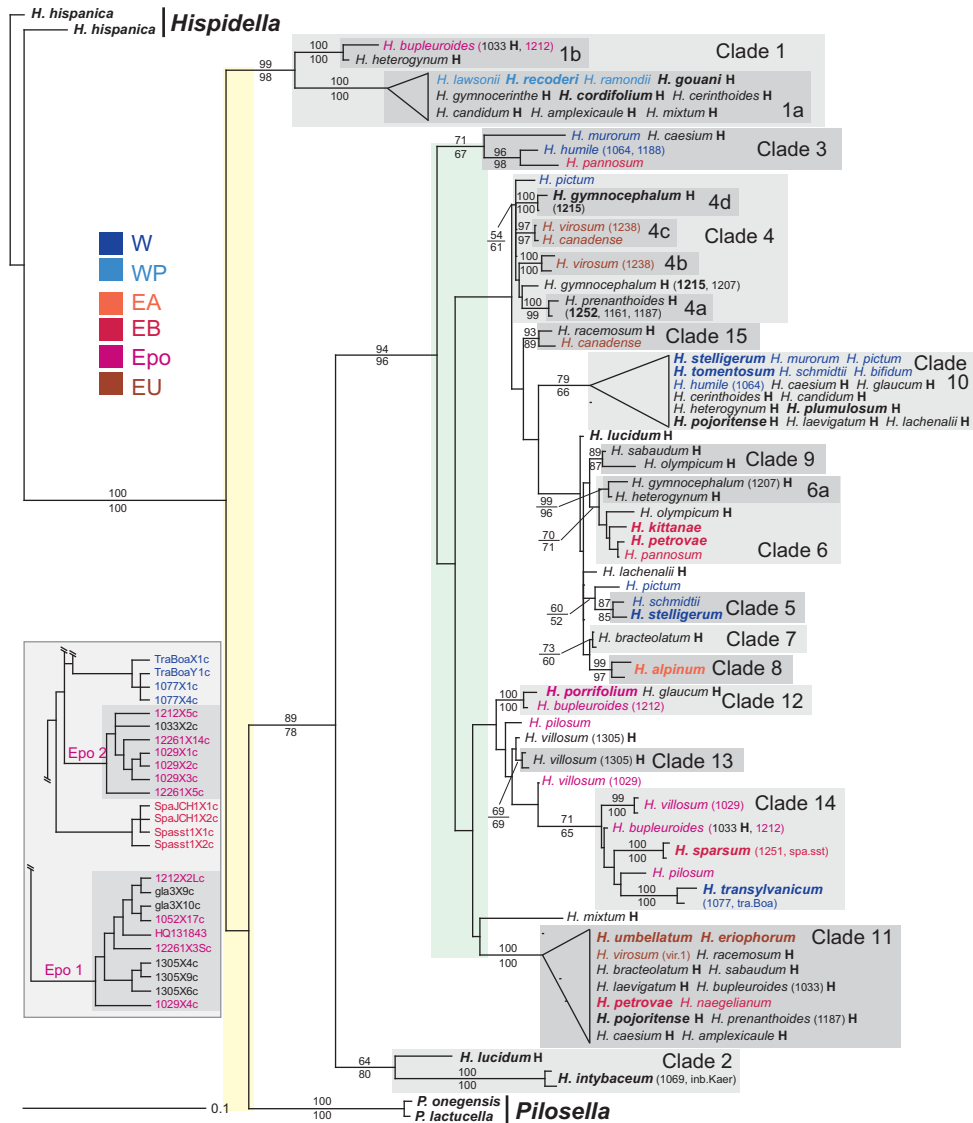 H. hispanica
H. hispanica
Hispidella
99
98
100
100
H. bupleuroides (1033 H, 1212)
H. heterogynum H
1b
Clade 1
100
100
H. lawsonii H. recoderi H. ramondii H. gouani H
H. gymnocerinthe H H. cordifolium H H. cerinthoides H
H. candidum H H. amplexicaule H H. mixtum H
1a
71
67
H. murorum H. caesium H
96
98
H. humile (1064, 1188)
H. pannosum
Clade 3
H. pictum
100
100
H. gymnocephalum H
(1215)
4d
54
61
97
97
H. virosum (1238)
H. canadense
4c
Clade 4
100
100
H. virosum (1238)
4b
H. gymnocephalum H (1215, 1207)
100
99
H. prenanthoides H
(1252, 1161, 1187)
4a
93
89
H. racemosum H
H. canadense
Clade 15
79
66
H. stelligerum H. murorum H. pictum
H. tomentosum H. schmidtii H. bifidum
H. humile (1064) H. caesium H H. glaucum H
H. cerinthoides H H. candidum H
H. heterogynum H H. plumulosum H
H. pojoritense H H. laevigatum H H. lachenalii H
Clade
10
W
WP
EA
EB
Epo
EU
94
96
H. lucidum H
89
87
H. sabaudum H
H. olympicum H
Clade 9
99
96
H. gymnocephalum (1207) H
H. heterogynum H
6a
70
71
H. olympicum H
H. kittanae
H. petrovae
H. pannosum
Clade 6
100
100
H. lachenalii H
60
52
H. pictum
87
85
H. schmidtii
H. stelligerum
Clade 5
73
60
H. bracteolatum H
Clade 7
99
97
H. alpinum
Clade 8
100
100
H. porrifolium H. glaucum H
H. bupleuroides (1212)
Clade 12
H. pilosum
H. villosum (1305) H
69
69
H. villosum (1305) H
Clade 13
H. villosum (1029)
71
65
99
100
H. villosum (1029)
Clade 14
H. bupleuroides (1033 H, 1212)
100
100
H. sparsum (1251, spa.sst)
H. pilosum
100
100
H. transylvanicum
(1077, tra.Boa)
89
78
H. mixtum H
100
100
H. umbellatum H. eriophorum
H. virosum (vir.1) H. racemosum H
H. bracteolatum H H. sabaudum H
H. laevigatum H H. bupleuroides (1033) H
H. petrovae H. naegelianum
H. pojoritense H H. prenanthoides (1187) H
H. caesium H H. amplexicaule H
Clade 11
64
80
H. lucidum H
100
100
H. intybaceum (1069, inb.Kaer)
Clade 2
100
100
P. onegensis
P. lactucella
Pilosella
TraBoaX1c
TraBoaY1c
1077X1c
1077X4c
Epo 2
1212X5c
1033X2c
12261X14c
1029X1c
1029X2c
1029X3c
12261X5c
SpaJCH1X1c
SpaJCH1X2c
Spasst1X1c
Spasst1X2c
Epo 1
1212X2Lc
gla3X9c
gla3X10c
1052X17c
HQ131843
12261X3Sc
1305X4c
1305X9c
1305X6c
1029X4c
0.1